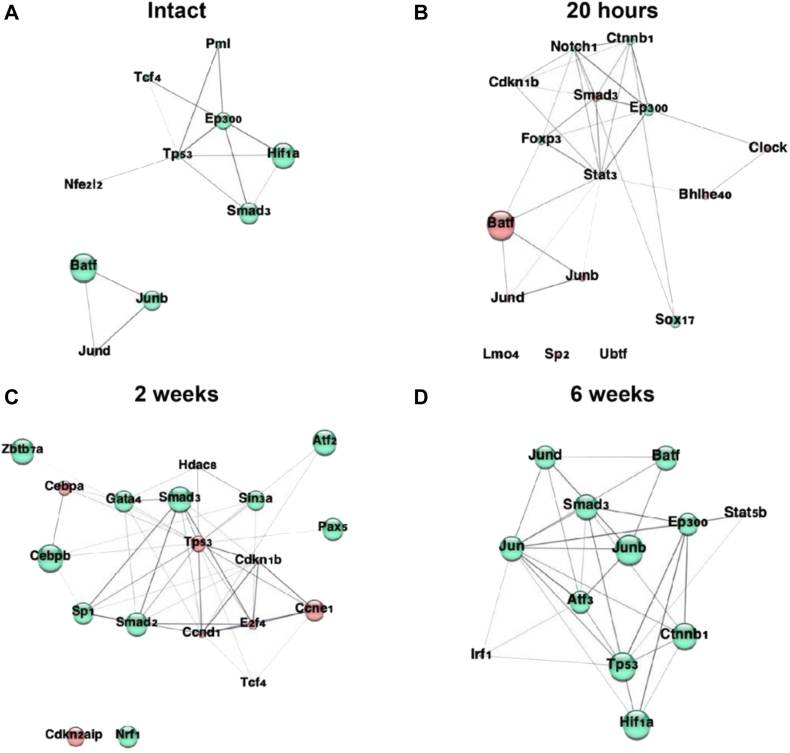 A
Intact
Pml
Tcf4
Ep300
Tp53
Hif1a
Nfe2l2
Smad3
Batf
Junb
Jund
B
20 hours
Ctnnb1
Notch1
Cdkn1b
Smad3
Ep300
Foxp3
Clock
Stat3
Bhlhe40
Batf
Junb
Jund
Sox17
Lmo4 Sp2 Ubtf
C
2 weeks
Zbtb7a
Atf2
Hdac8
Cebpa
Gata4
Smad3
Sin3a
Pax5
Tp53
Cebpb
Cdkn1b
Sp1
Smad2
Ccnd1
E2f4
Ccne1
Tcf4
Cdkn2aip
Nrf1
D
6 weeks
Jund
Batf
Smad3
Stat5b
Ep300
Jun
Junb
Atf3
Ctnnb1
Irf1
Tp53
Hif1a